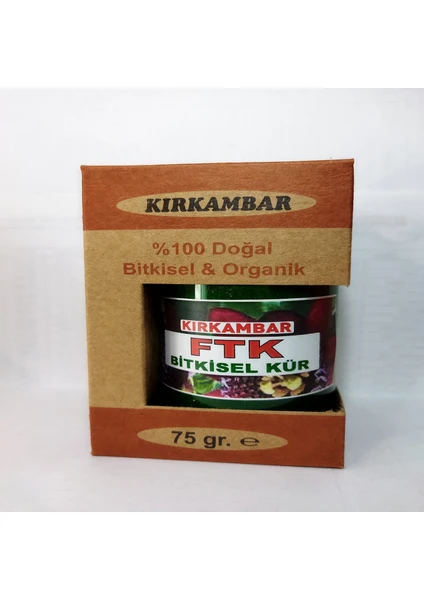 KIRKAMBAR
%100 Doğal
Bitkisel & Organik
KIRKAMBAR
FTK
BİTKİSEL KÜR
75 gr. ℮